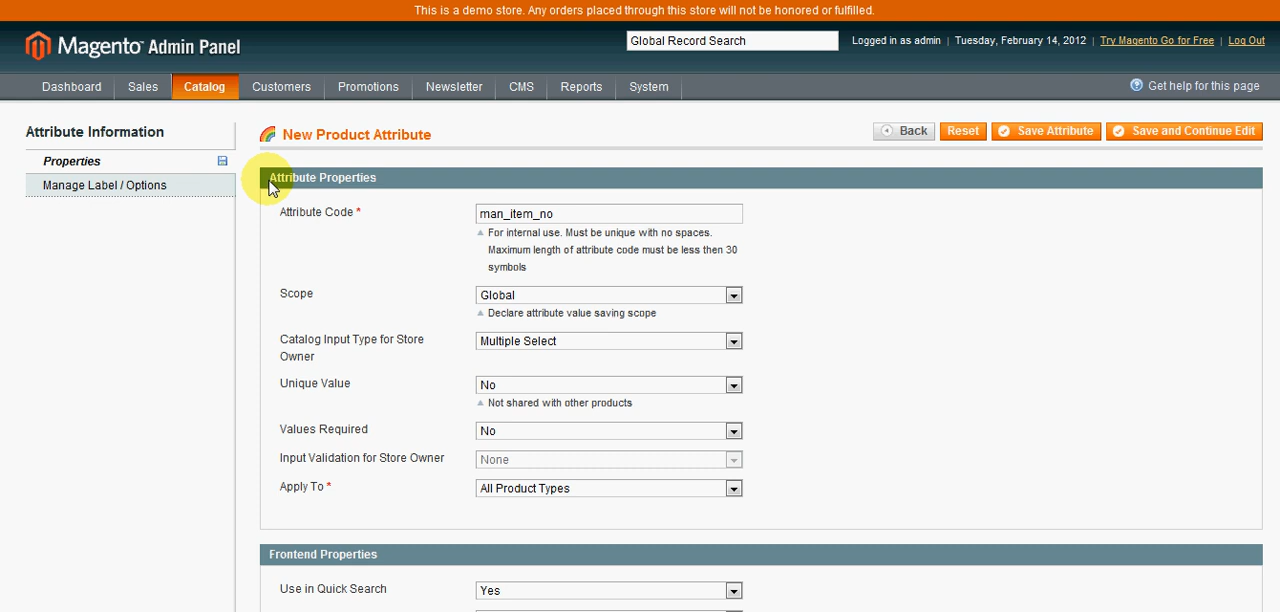 This is a demo store. Any orders placed through this store will not be honored or fulfilled.
Magento Admin Panel
Global Record Search
Logged in as admin | Tuesday, February 14, 2012 | Try Magento Go for Free | Log Out
Dashboard Sales Catalog Customers Promotions Newsletter CMS Reports System
Get help for this page
Attribute Information
Properties
Manage Label / Options
New Product Attribute
Back Reset Save Attribute Save and Continue Edit
Attribute Properties
Attribute Code *
man_item_no
For internal use. Must be unique with no spaces.
Maximum length of attribute code must be less then 30
symbols
Scope
Global
Declare attribute value saving scope
Catalog Input Type for Store
Owner
Multiple Select
Unique Value
No
Not shared with other products
Values Required
No
Input Validation for Store Owner
None
Apply To *
All Product Types
Frontend Properties
Use in Quick Search
Yes